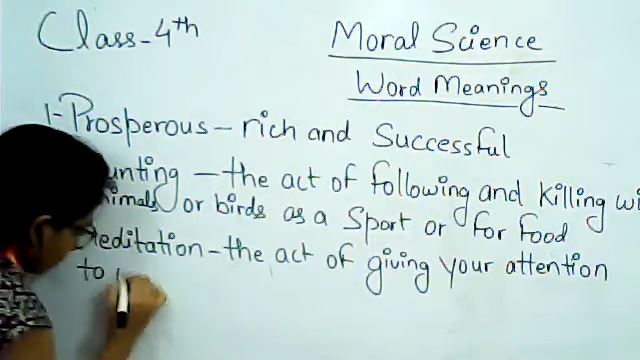 Class-4th
Moral Science
Word Meanings
1- Prosperous - rich and Successful
unting - the act of following and killing wi
nimals or birds as a Sport or for food
editation - the act of giving your attention
to